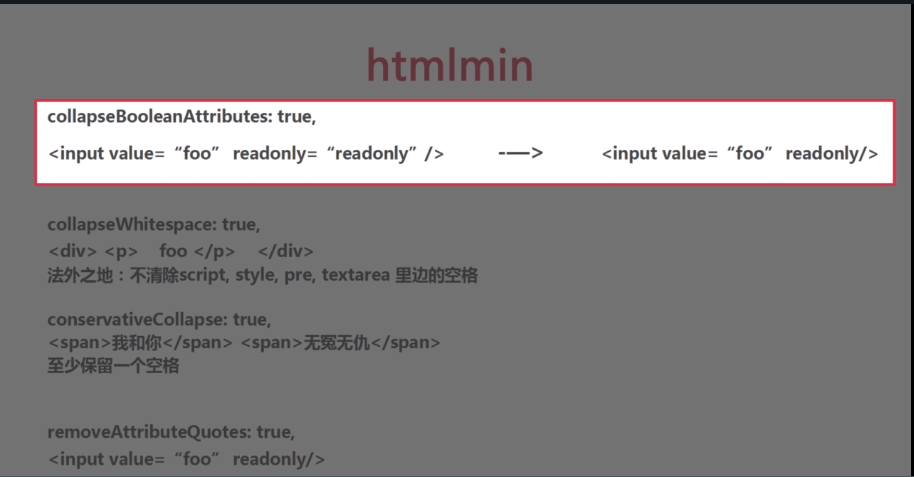 htmlmin
collapseBooleanAttributes: true,
<input value= “foo” readonly= “readonly” />   -—>   <input value= “foo” readonly/>
collapseWhitespace: true,
<div> <p>   foo </p>   </div>
法外之地：不清除script, style, pre, textarea 里边的空格
conservativeCollapse: true,
<span>我和你</span> <span>无冤无仇</span>
至少保留一个空格
removeAttributeQuotes: true,
<input value= “foo” readonly/>